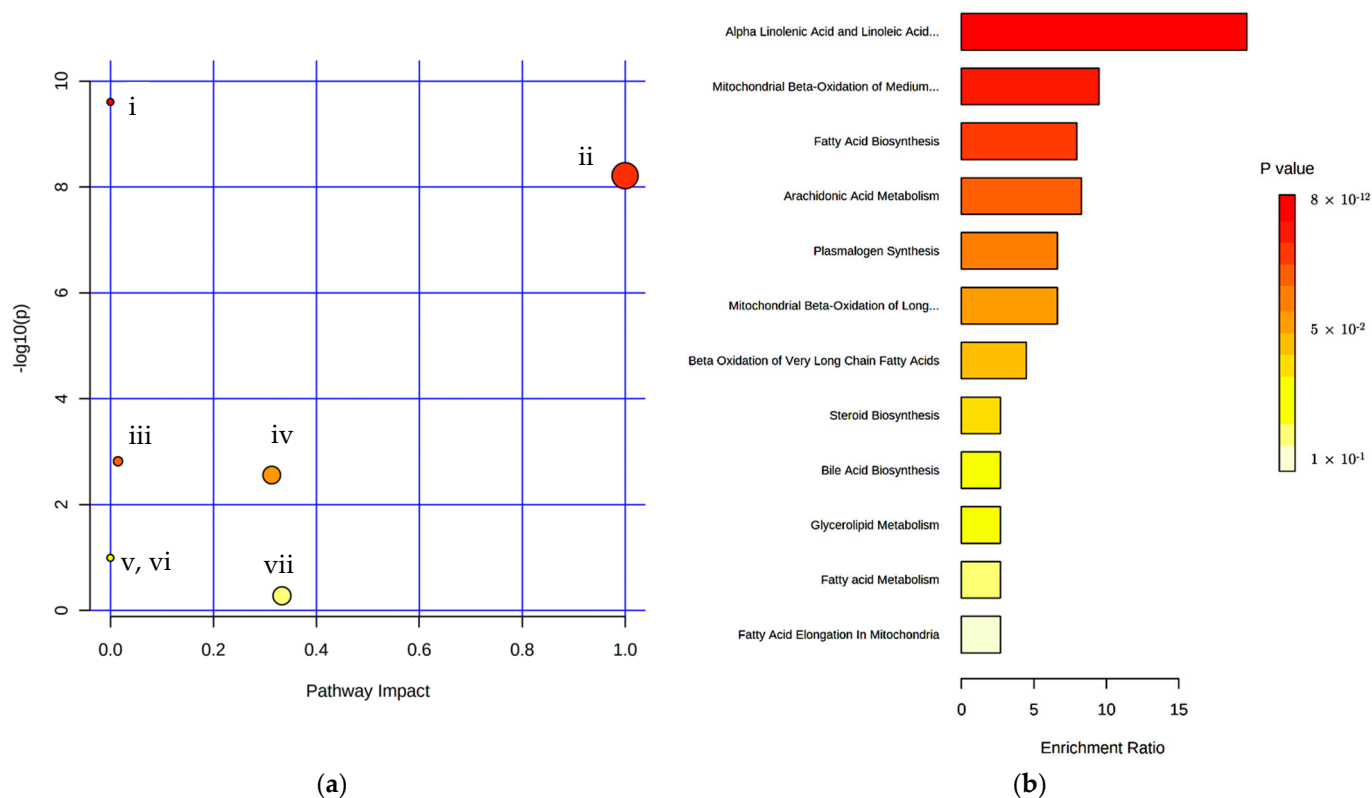 10
8
6
4
2
0
-log10(p)
i
ii
iii
iv
v, vi
vii
0.0 0.2 0.4 0.6 0.8 1.0
Pathway Impact
(a)
Alpha Linolenic Acid and Linoleic Acid...
Mitochondrial Beta-Oxidation of Medium...
Fatty Acid Biosynthesis
Arachidonic Acid Metabolism
Plasmalogen Synthesis
Mitochondrial Beta-Oxidation of Long...
Beta Oxidation of Very Long Chain Fatty Acids
Steroid Biosynthesis
Bile Acid Biosynthesis
Glycerolipid Metabolism
Fatty acid Metabolism
Fatty Acid Elongation In Mitochondria
0 5 10 15
Enrichment Ratio
P value
8 × 10⁻¹²
5 × 10⁻²
1 × 10⁻¹
(b)